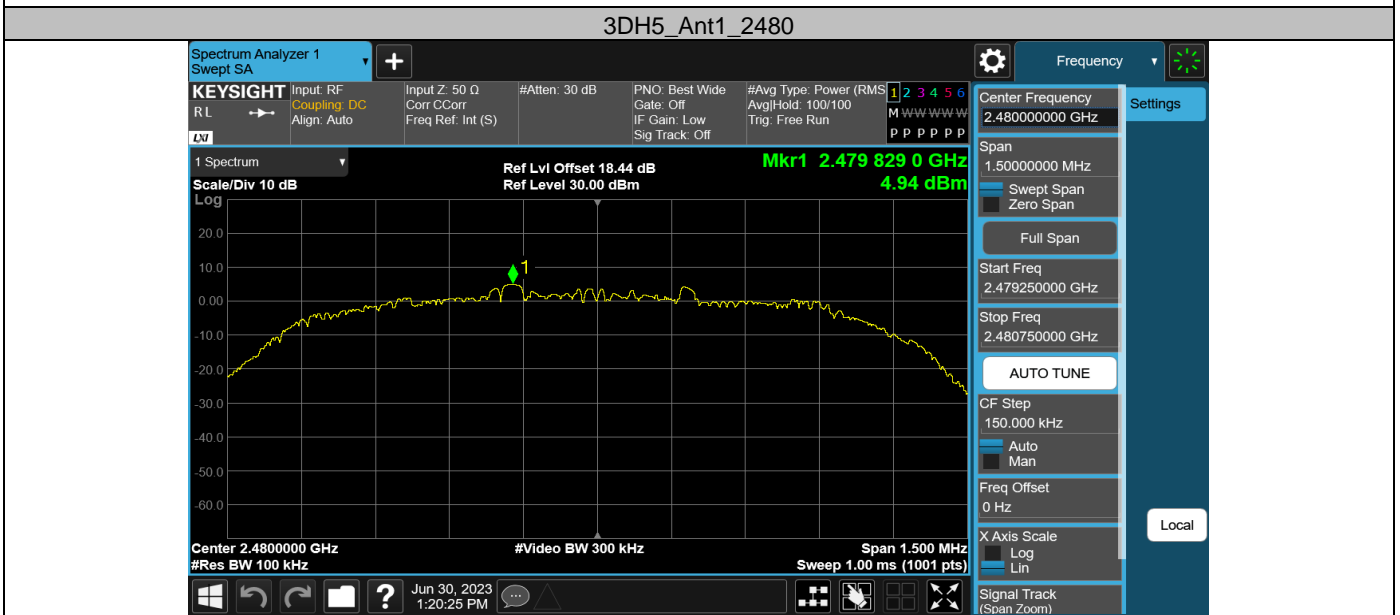 3DH5_Ant1_2480
Spectrum Analyzer 1
Swept SA
Frequency
KEYSIGHT
RL
LXI
Input: RF
Coupling: DC
Align: Auto
Input Z: 50 Ω
Corr CCorr
Freq Ref: Int (S)
#Atten: 30 dB
PNO: Best Wide
Gate: Off
IF Gain: Low
Sig Track: Off
#Avg Type: Power (RMS
Avg|Hold: 100/100
Trig: Free Run
1 2 3 4 5 6
M W W W W W
P P P P P P
1 Spectrum
Scale/Div 10 dB
Log
Ref Lvl Offset 18.44 dB
Ref Level 30.00 dBm
Mkr1 2.479 829 0 GHz
4.94 dBm
20.0
10.0
0.00
-10.0
-20.0
-30.0
-40.0
-50.0
-60.0
1
Center 2.4800000 GHz
#Res BW 100 kHz
#Video BW 300 kHz
Span 1.500 MHz
Sweep 1.00 ms (1001 pts)
Jun 30, 2023
1:20:25 PM
Center Frequency
2.480000000 GHz
Span
1.50000000 MHz
Swept Span
Zero Span
Full Span
Start Freq
2.479250000 GHz
Stop Freq
2.480750000 GHz
AUTO TUNE
CF Step
150.000 kHz
Auto
Man
Freq Offset
0 Hz
X Axis Scale
Log
Lin
Signal Track
(Span Zoom)
Settings
Local